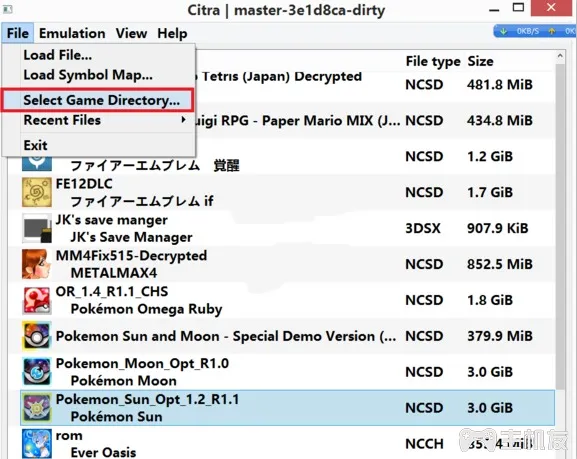 Citra | master-3e1d8ca-dirty
File Emulation View Help
0KB/S 0KB
Load File...
Load Symbol Map...
Select Game Directory...
Recent Files
Exit
File type Size
Tetris (Japan) Decrypted NCSD 481.8 MiB
uigi RPG - Paper Mario MIX (J... NCSD 434.8 MiB
NCSD 1.2 GiB
ファイアーエムブレム 覚醒
FE12DLC NCSD 1.7 GiB
ファイアーエムブレム if
JK's save manger 3DSX 907.9 KiB
JK's Save Manager
MM4Fix515-Decrypted NCSD 852.5 MiB
METALMAX4
OR_1.4_R1.1_CHS NCSD 1.8 GiB
Pokémon Omega Ruby
Pokemon Sun and Moon - Special Demo Version (... NCSD 379.9 MiB
Pokemon_Moon_Opt_R1.0 NCSD 3.0 GiB
Pokémon Moon
Pokemon_Sun_Opt_1.2_R1.1 NCSD 3.0 GiB
Pokémon Sun
rom NCCH MiB
Ever Oasis
主机友